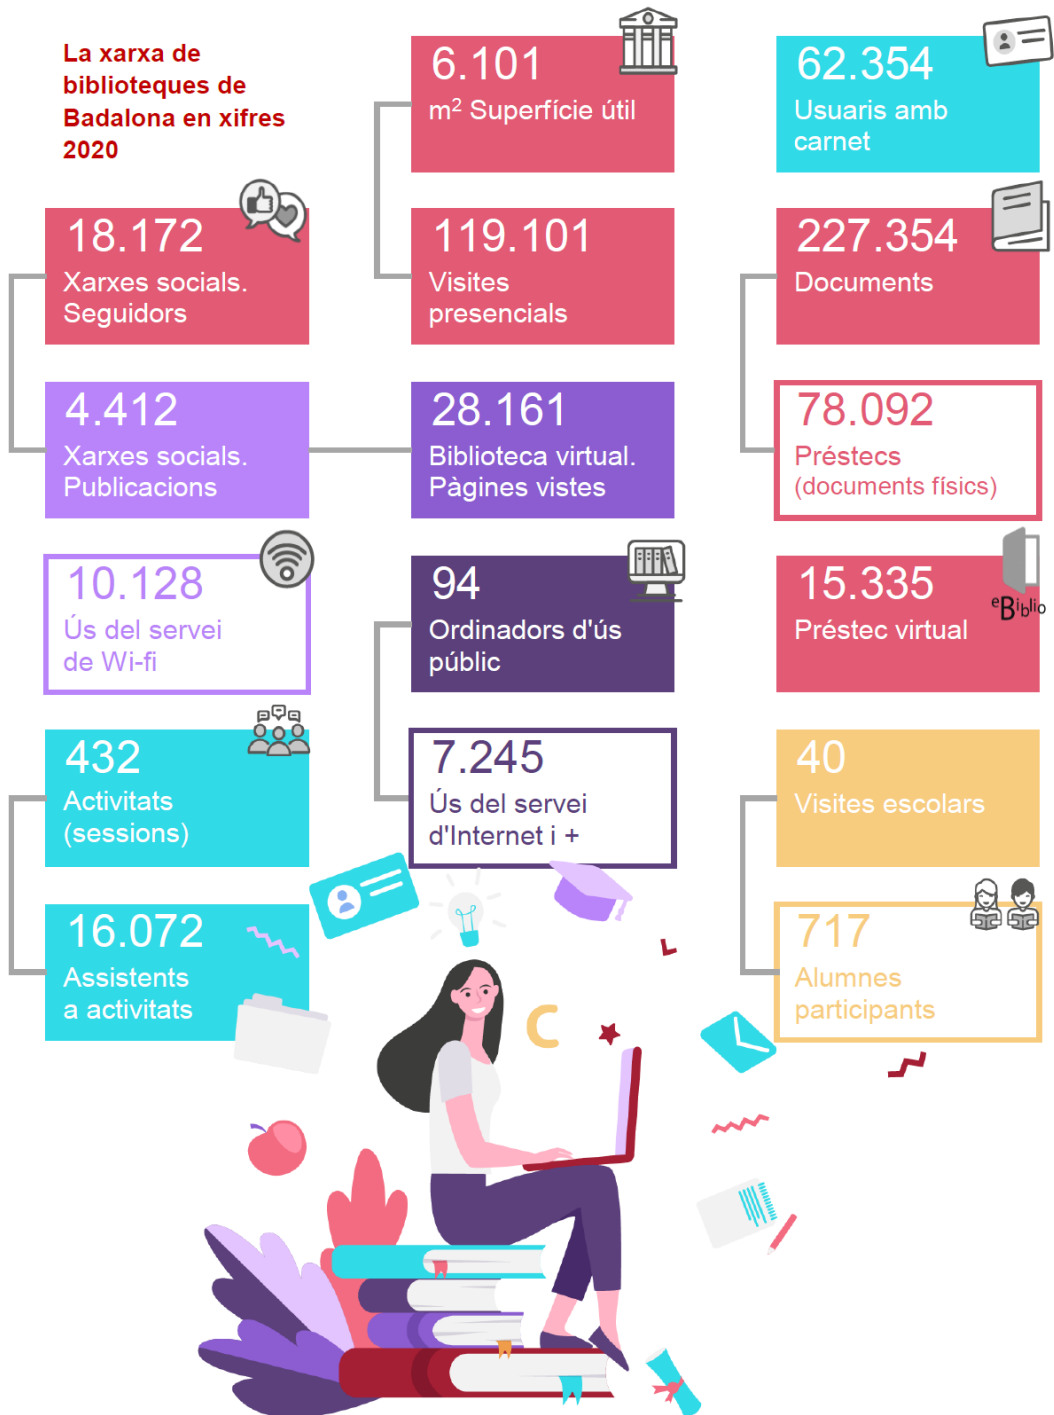 La xarxa de
biblioteques de
Badalona en xifres
2020
6.101
m² Superfície útil
62.354
Usuaris amb
carnet
18.172
Xarxes socials.
Seguidors
119.101
Visites
presencials
227.354
Documents
4.412
Xarxes socials.
Publicacions
28.161
Biblioteca virtual.
Pàgines vistes
78.092
Préstecs
(documents físics)
10.128
Ús del servei
de Wi-fi
94
Ordinadors d'ús
públic
15.335
Préstec virtual
eBiblio
432
Activitats
(sessions)
7.245
Ús del servei
d'Internet i +
40
Visites escolars
16.072
Assistents
a activitats
717
Alumnes
participants